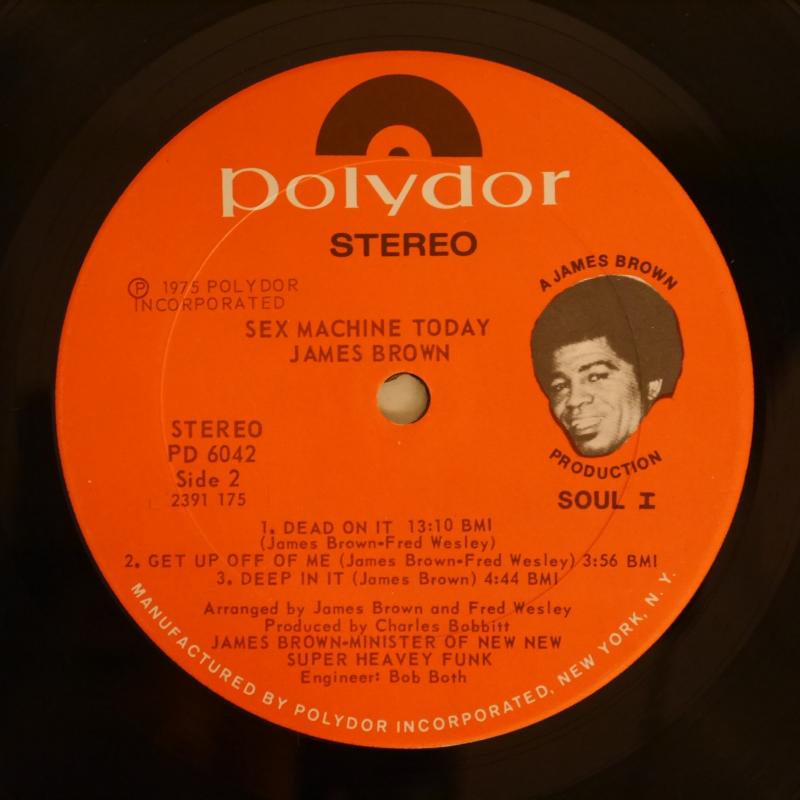 polydor
STEREO
Ⓟ 1975 POLYDOR
INCORPORATED
A JAMES BROWN
PRODUCTION
SOUL I
SEX MACHINE TODAY
JAMES BROWN
STEREO
PD 6042
Side 2
2391 175
1. DEAD ON IT 13:10 BMI
(James Brown-Fred Wesley)
2. GET UP OFF OF ME (James Brown-Fred Wesley) 3:56 BMI
3. DEEP IN IT (James Brown) 4:44 BMI
Arranged by James Brown and Fred Wesley
Produced by Charles Bobbitt
JAMES BROWN-MINISTER OF NEW NEW
SUPER HEAVEY FUNK
Engineer: Bob Both
MANUFACTURED BY POLYDOR INCORPORATED, NEW YORK, N.Y.